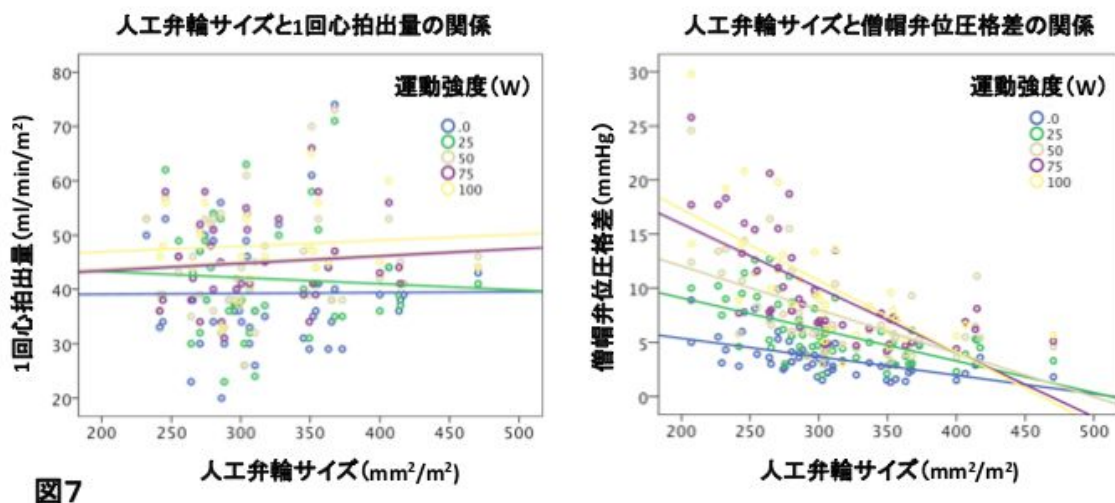 人工弁輪サイズと1回心拍出量の関係
1回心拍出量(ml/min/m²)
80
70
60
50
40
30
20
運動強度(W)
.0
25
50
75
100
200 250 300 350 400 450 500
人工弁輪サイズ(mm²/m²)
人工弁輪サイズと僧帽弁位圧格差の関係
僧帽弁位圧格差(mmHg)
30
25
20
15
10
5
0
運動強度(W)
.0
25
50
75
100
200 250 300 350 400 450 500
人工弁輪サイズ(mm²/m²)
図7